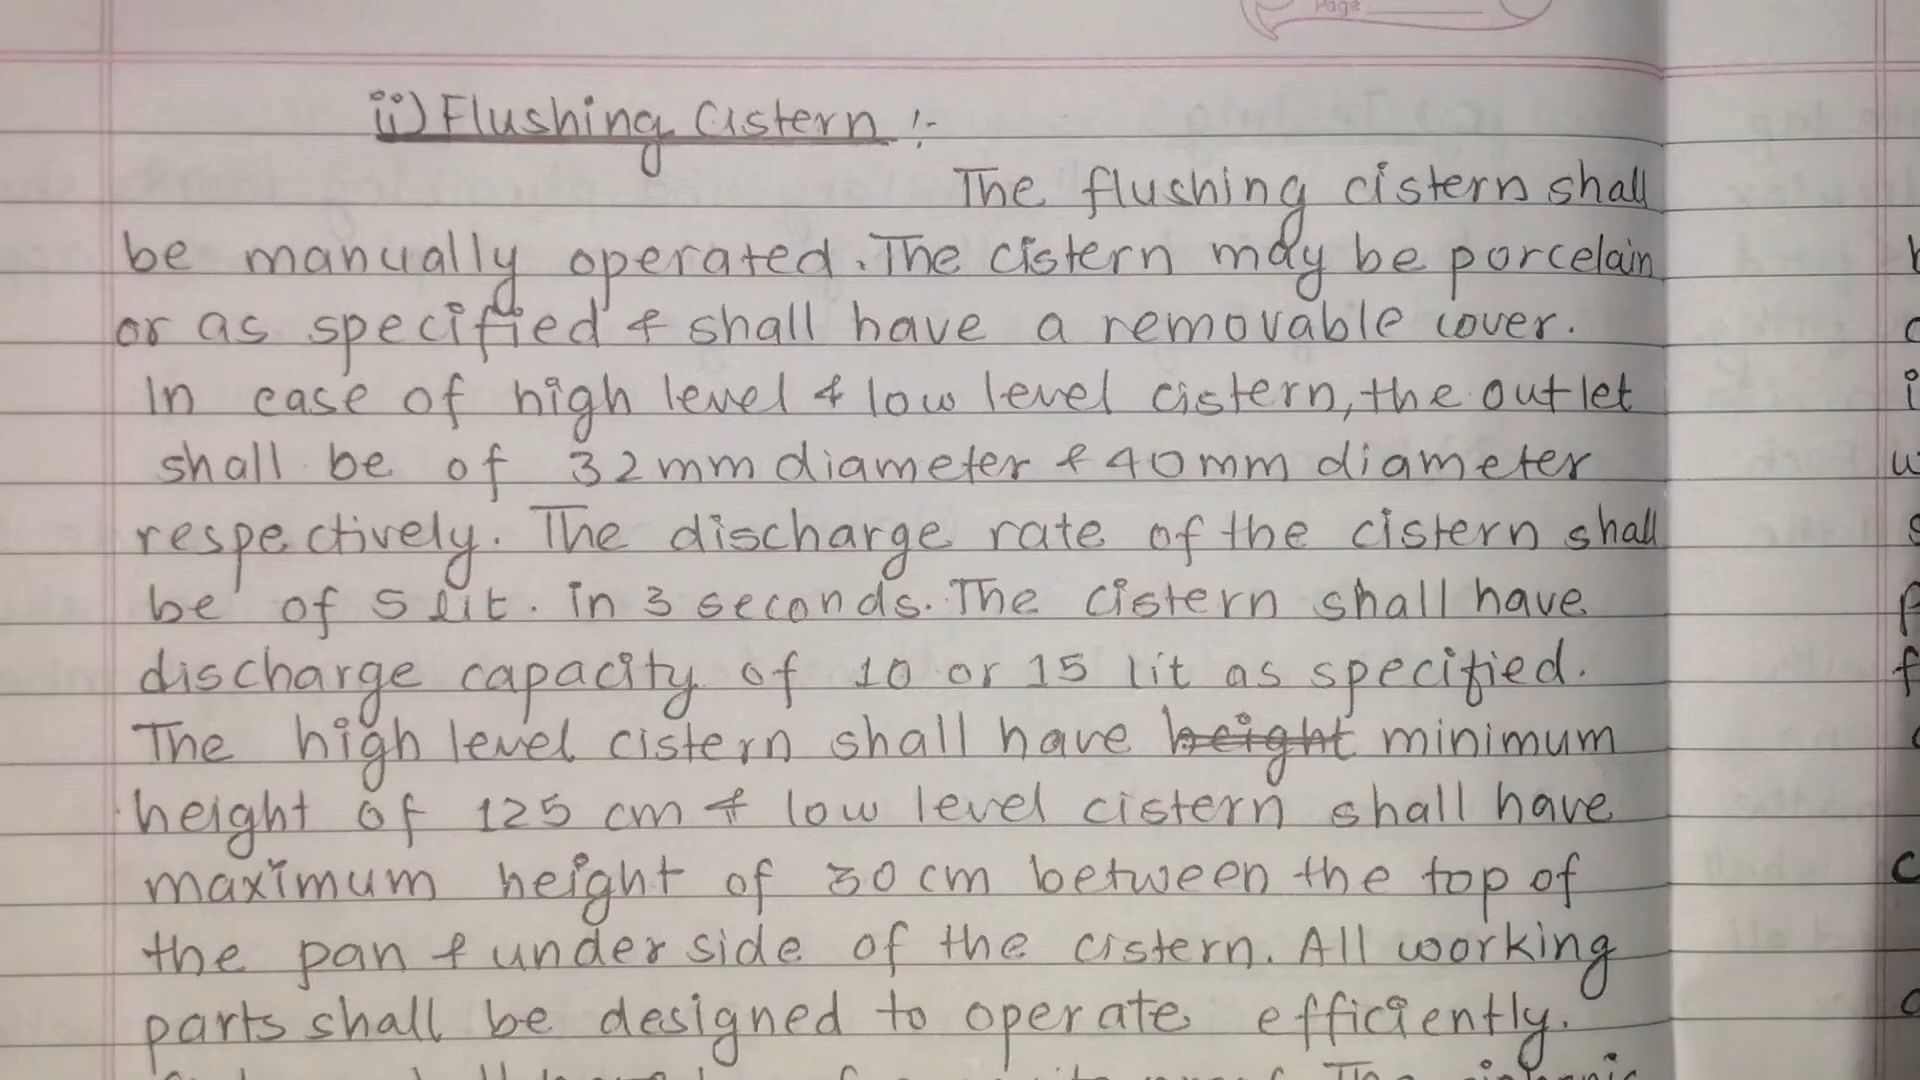 Page
ii) Flushing Cistern :-
The flushing cistern shall
be manually operated. The cistern may be porcelain
or as specified & shall have a removable cover.
In case of high level & low level cistern, the outlet
shall be of 32mm diameter & 40mm diameter
respectively. The discharge rate of the cistern shall
be of 5 lit. in 3 seconds. The cistern shall have
discharge capacity of 10 or 15 lit as specified.
The high level cistern shall have height minimum
height of 125 cm & low level cistern shall have
maximum height of 30 cm between the top of
the pan & under side of the cistern. All working
parts shall be designed to operate efficiently.